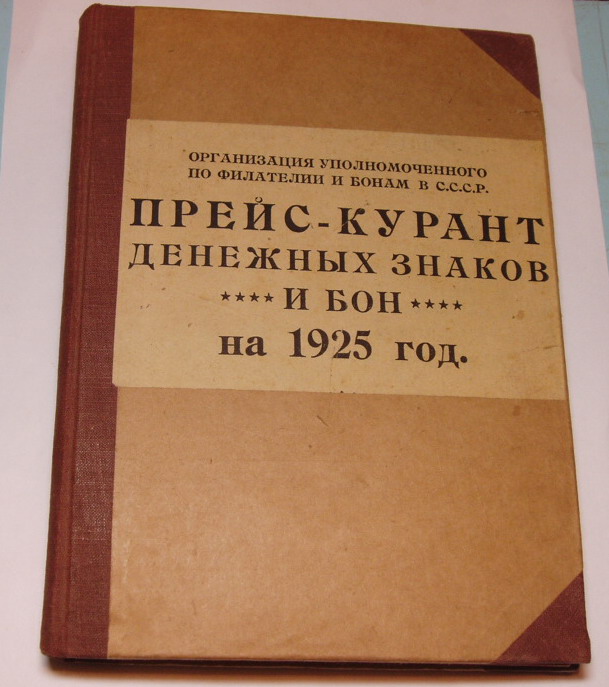 ОРГАНИЗАЦИЯ УПОЛНОМОЧЕННОГО
ПО ФИЛАТЕЛИИ И БОНАМ В С.С.С.Р.
ПРЕЙС-КУРАНТ
ДЕНЕЖНЫХ ЗНАКОВ
**** И БОН ****
на 1925 год.